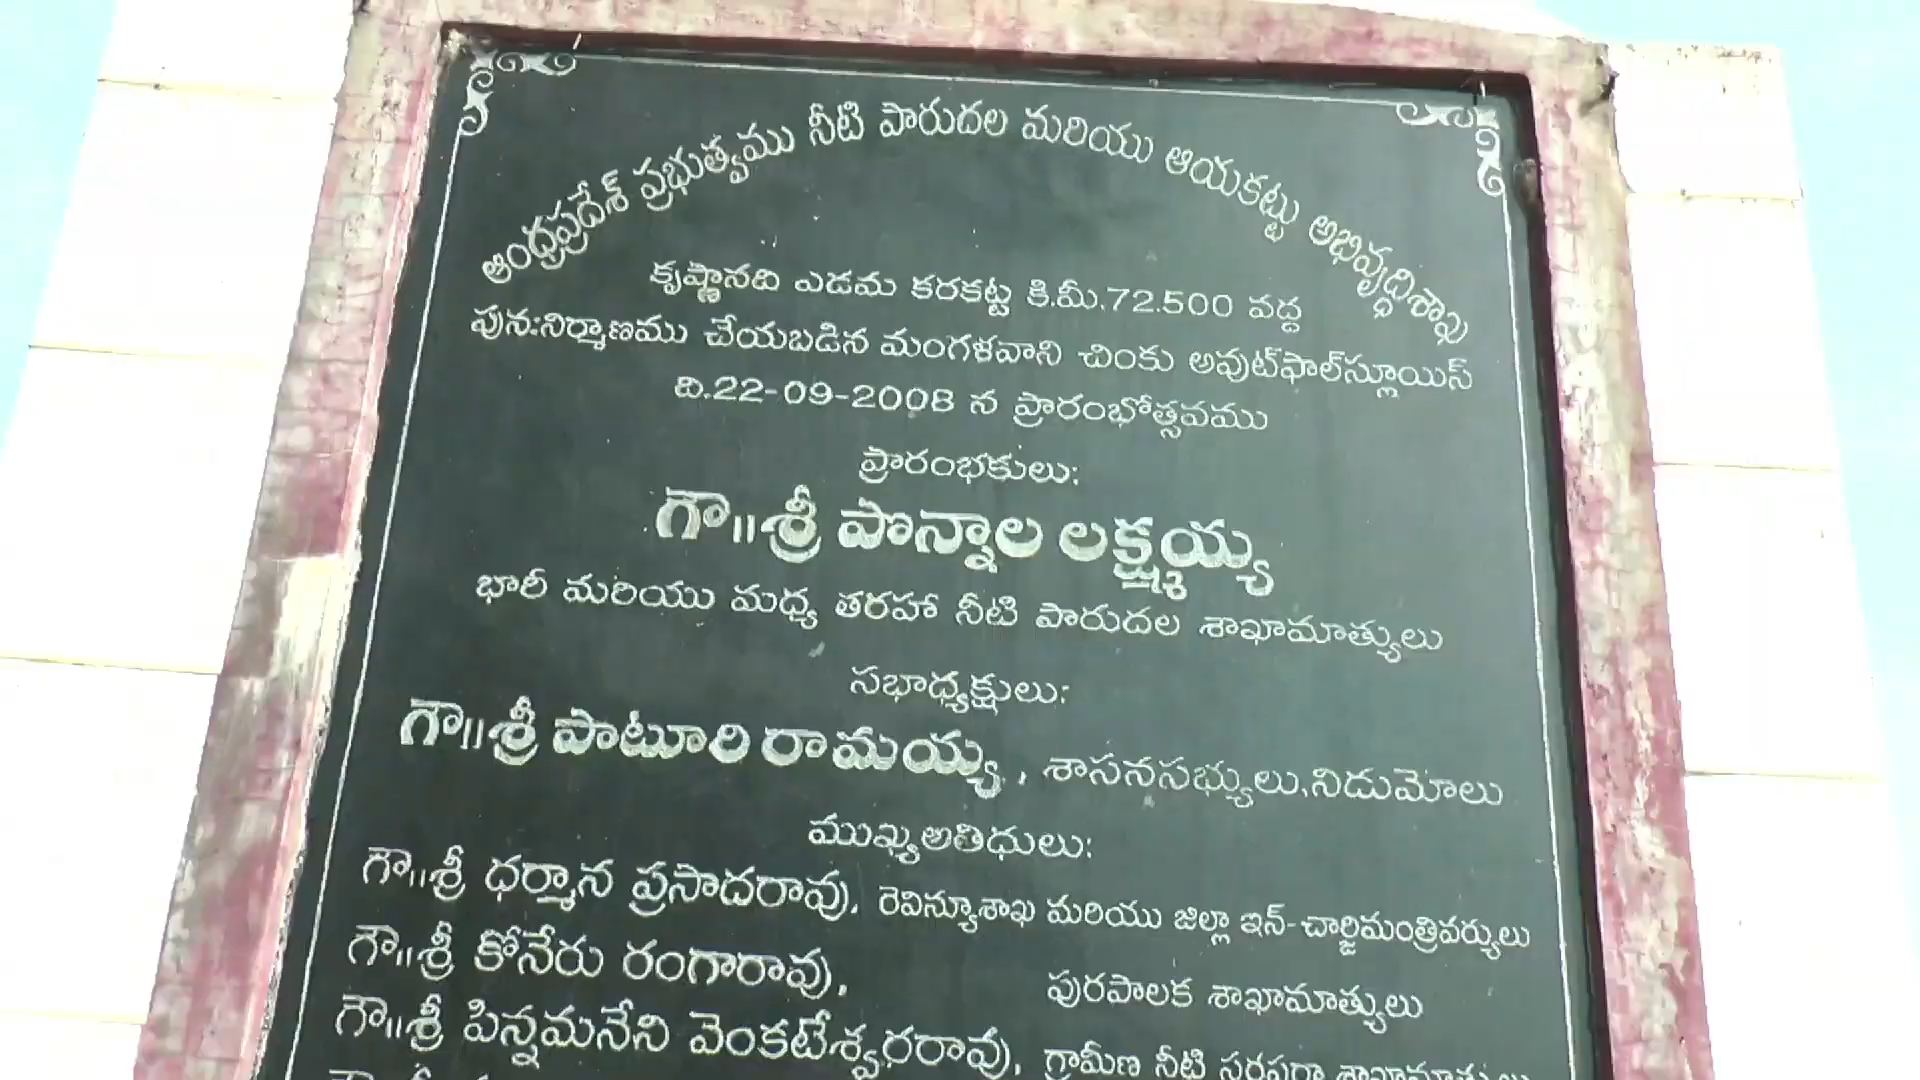 ఆంధ్రప్రదేశ్ ప్రభుత్వము నీటి పారుదల మరియు ఆయకట్టు అభివృద్ధిశాఖ
కృష్ణానది ఎడమ కరకట్ట కి.మీ.72.500 వద్ద
పున:నిర్మాణము చేయబడిన మంగళవాని చింకు అవుట్‌ఫాల్‌స్లూయిస్
ది.22-09-2008 న ప్రారంభోత్సవము
ప్రారంభకులు:
గౌ॥శ్రీ పొన్నాల లక్ష్మయ్య
భారీ మరియు మధ్య తరహా నీటి పారుదల శాఖామాత్యులు
సభాధ్యక్షులు:
గౌ॥శ్రీ పాటూరి రామయ్య, శాసనసభ్యులు,నిడుమోలు
ముఖ్యఅతిధులు:
గౌ॥శ్రీ ధర్మాన ప్రసాదరావు, రెవిన్యూశాఖ మరియు జిల్లా ఇన్-చార్జిమంత్రివర్యులు
గౌ॥శ్రీ కోనేరు రంగారావు, పురపాలక శాఖామాత్యులు
గౌ॥శ్రీ పిన్నమనేని వెంకటేశ్వరరావు, గ్రామీణ నీటి సరఫరా శాఖామాత్యులు